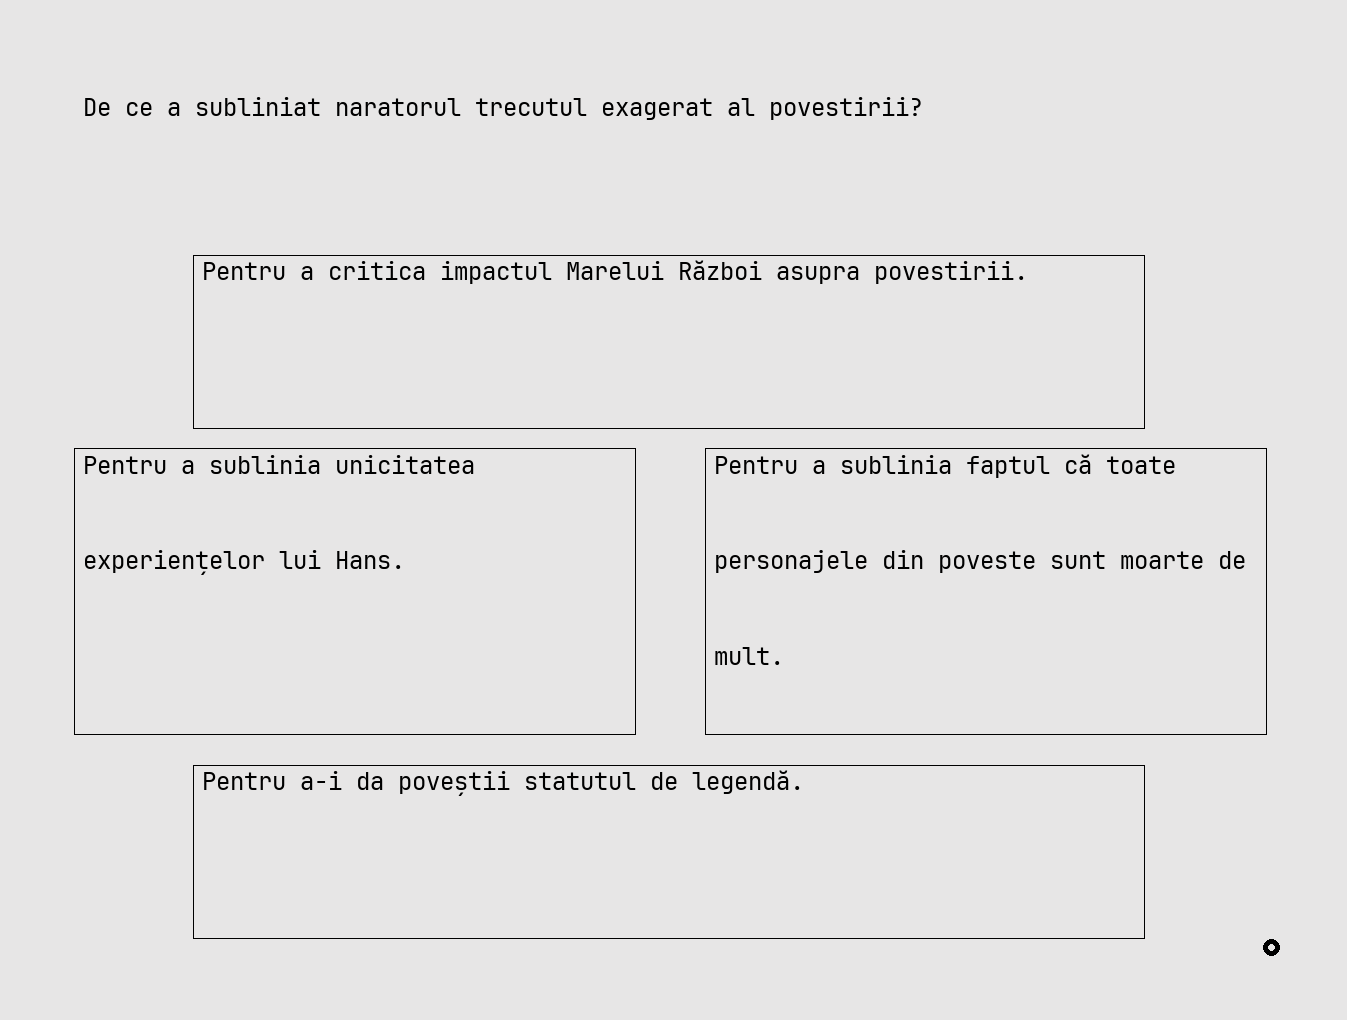 De ce a subliniat naratorul trecutul exagerat al povestirii?
Pentru a critica impactul Marelui Război asupra povestirii.
Pentru a sublinia unicitatea
experiențelor lui Hans.
Pentru a sublinia faptul că toate
personajele din poveste sunt moarte de
mult.
Pentru a-i da poveștii statutul de legendă.